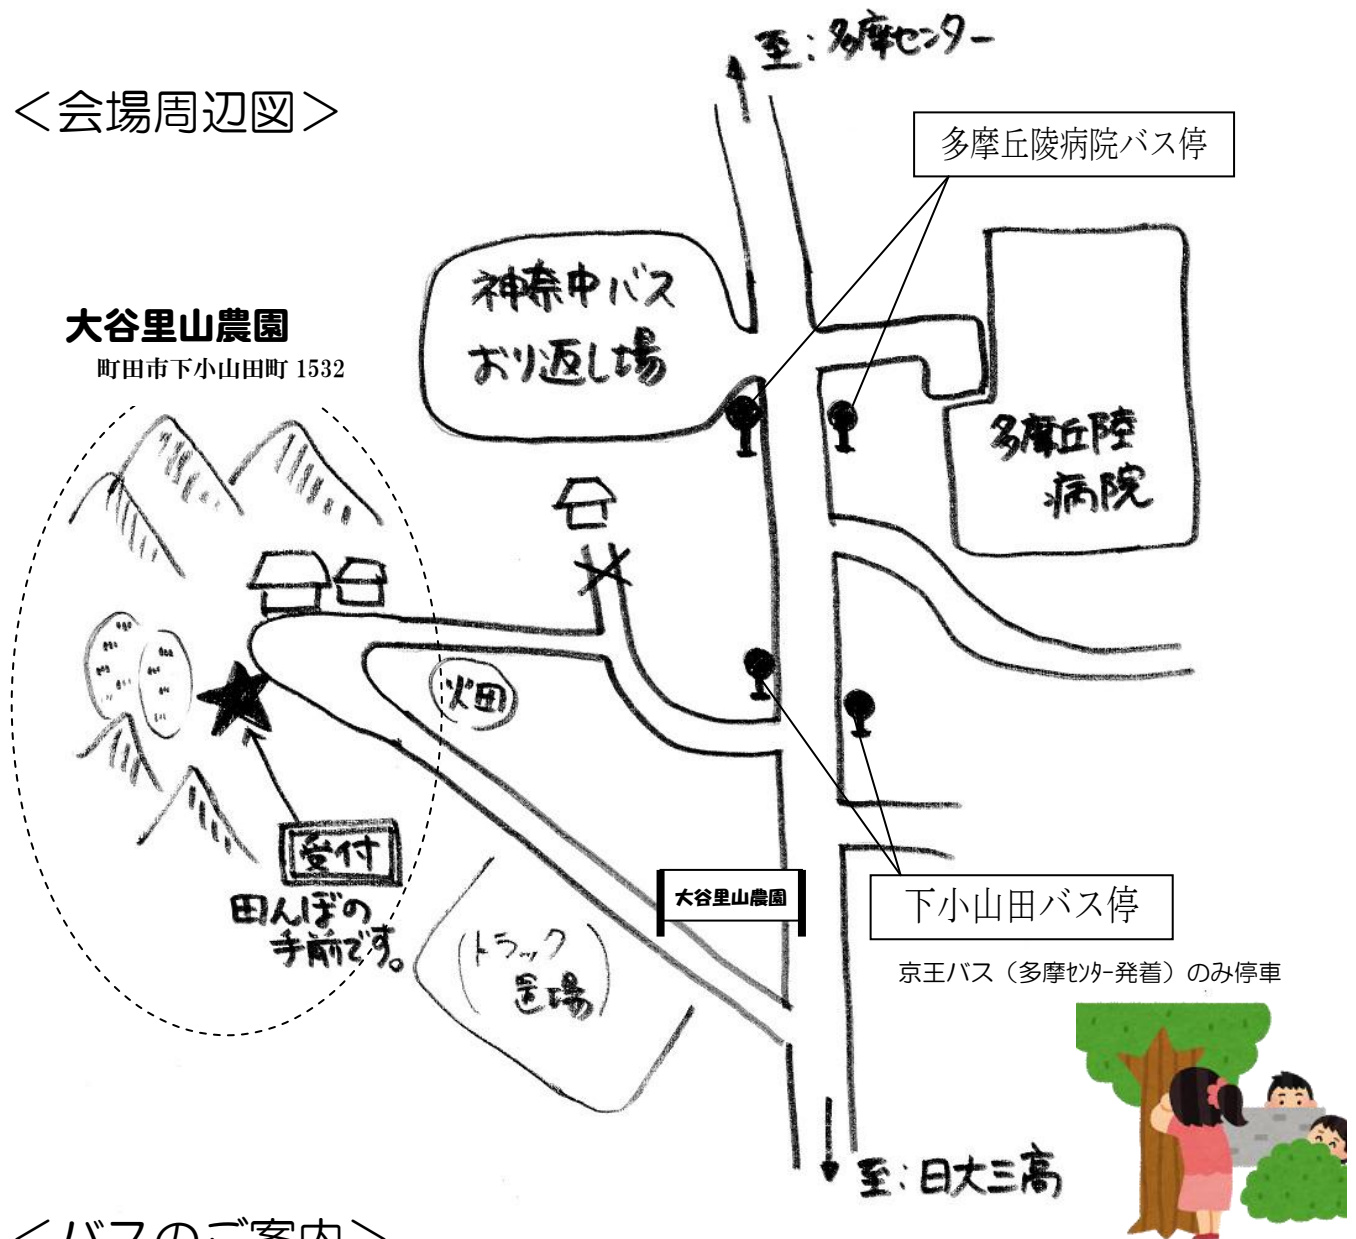 至：多摩センター
＜会場周辺図＞
多摩丘陵病院バス停
神奈中バス
おり返し場
大谷里山農園
町田市下小山田町 1532
多摩丘陸
病院
畑
受付
田んぼの
手前です。
（トラック
置場）
大谷里山農園
下小山田バス停
京王バス（多摩ｾﾝﾀｰ発着）のみ停車
至：日大三高
＜バスのご案内＞